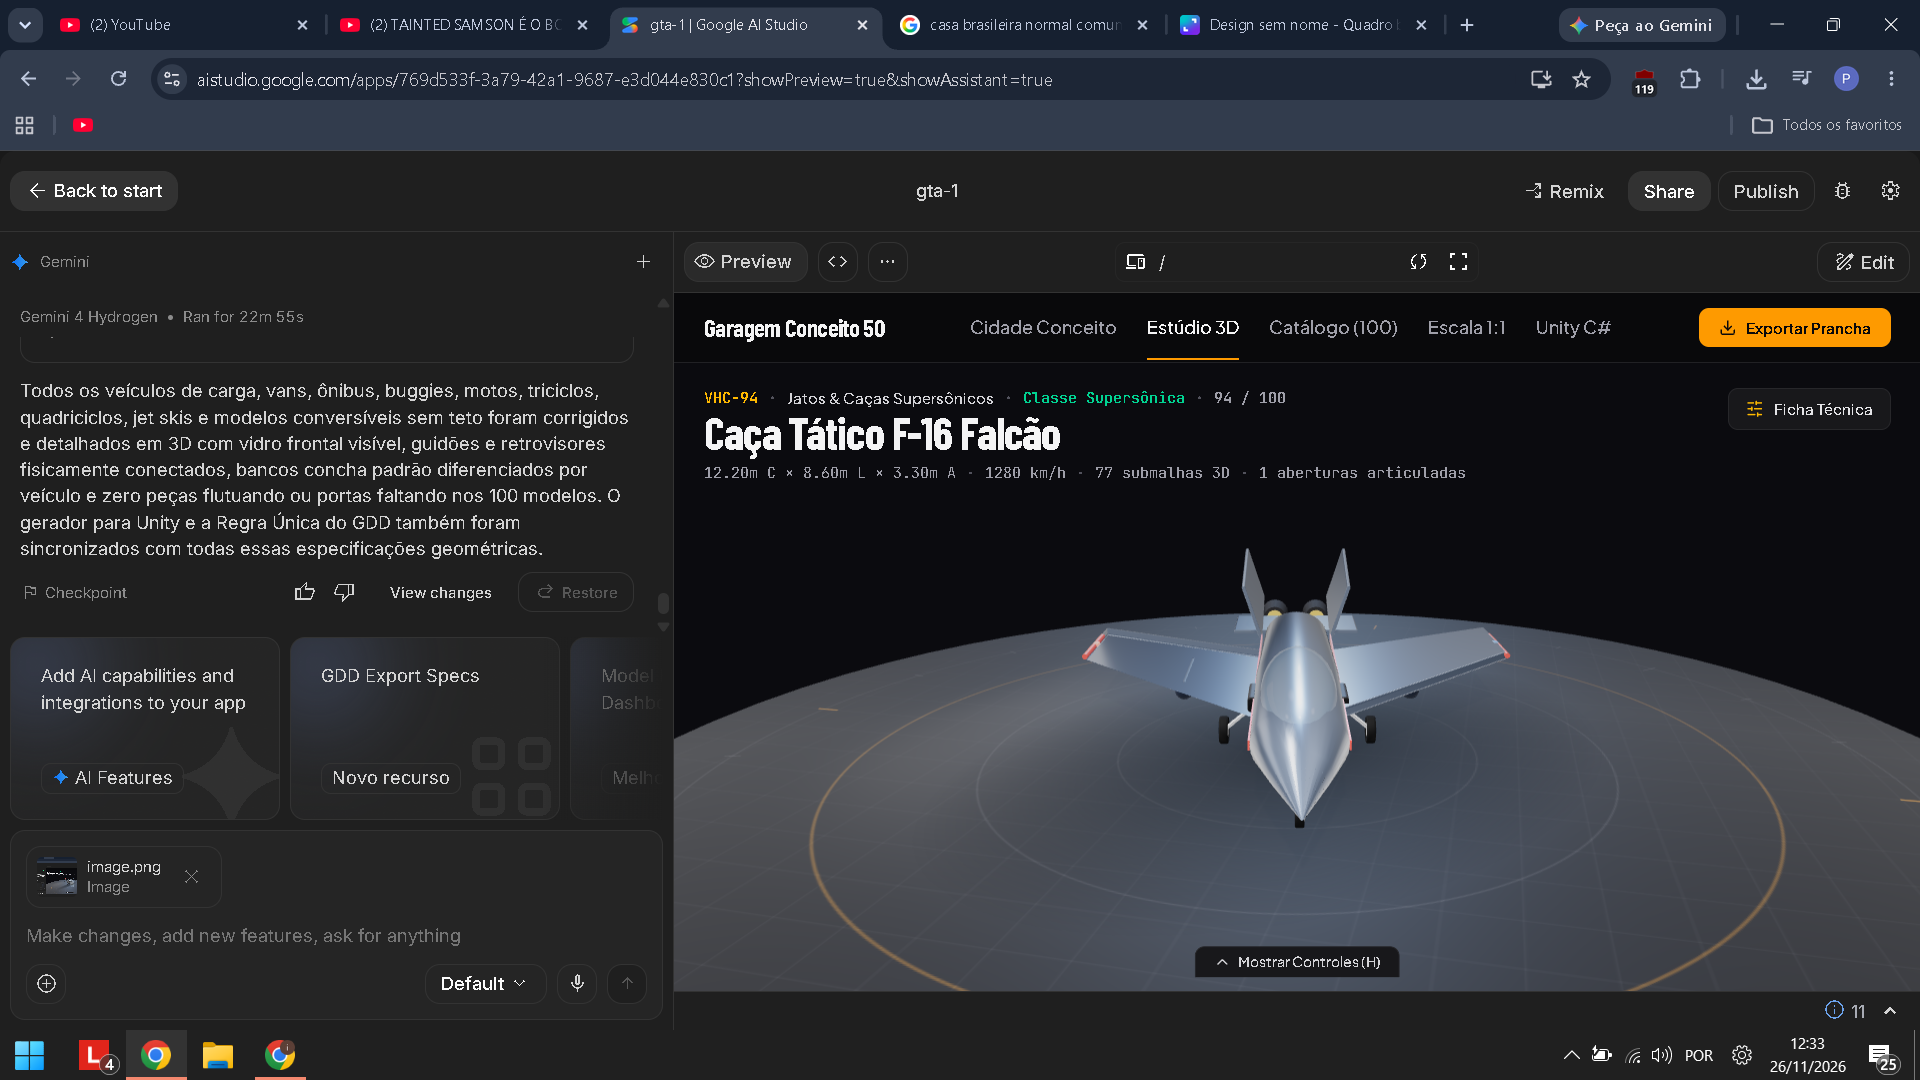 (2) YouTube
(2) TAINTED SAMSON É O BO
gta-1 | Google AI Studio
casa brasileira normal comun
Design sem nome - Quadro
Peça ao Gemini
aistudio.google.com/apps/769d533f-3a79-42a1-9687-e3d044e830c1?showPreview=true&showAssistant=true
119
P
Todos os favoritos
Back to start
gta-1
Remix
Share
Publish
Gemini
Preview
/
Edit
Gemini 4 Hydrogen • Ran for 22m 55s
Todos os veículos de carga, vans, ônibus, buggies, motos, triciclos,
quadriciclos, jet skis e modelos conversíveis sem teto foram corrigidos
e detalhados em 3D com vidro frontal visível, guidões e retrovisores
fisicamente conectados, bancos concha padrão diferenciados por
veículo e zero peças flutuando ou portas faltando nos 100 modelos. O
gerador para Unity e a Regra Única do GDD também foram
sincronizados com todas essas especificações geométricas.
Checkpoint
View changes
Restore
Add AI capabilities and
integrations to your app
AI Features
GDD Export Specs
Novo recurso
Model
Dashb
Melh
image.png
Image
Make changes, add new features, ask for anything
Default
Garagem Conceito 50
Cidade Conceito
Estúdio 3D
Catálogo (100)
Escala 1:1
Unity C#
Exportar Prancha
VHC-94 · Jatos & Caças Supersônicos · Classe Supersônica · 94 / 100
Caça Tático F-16 Falcão
12.20m C × 8.60m L × 3.30m A · 1280 km/h · 77 submalhas 3D · 1 aberturas articuladas
Ficha Técnica
Mostrar Controles (H)
11
L
4
POR
12:33
26/11/2026
25